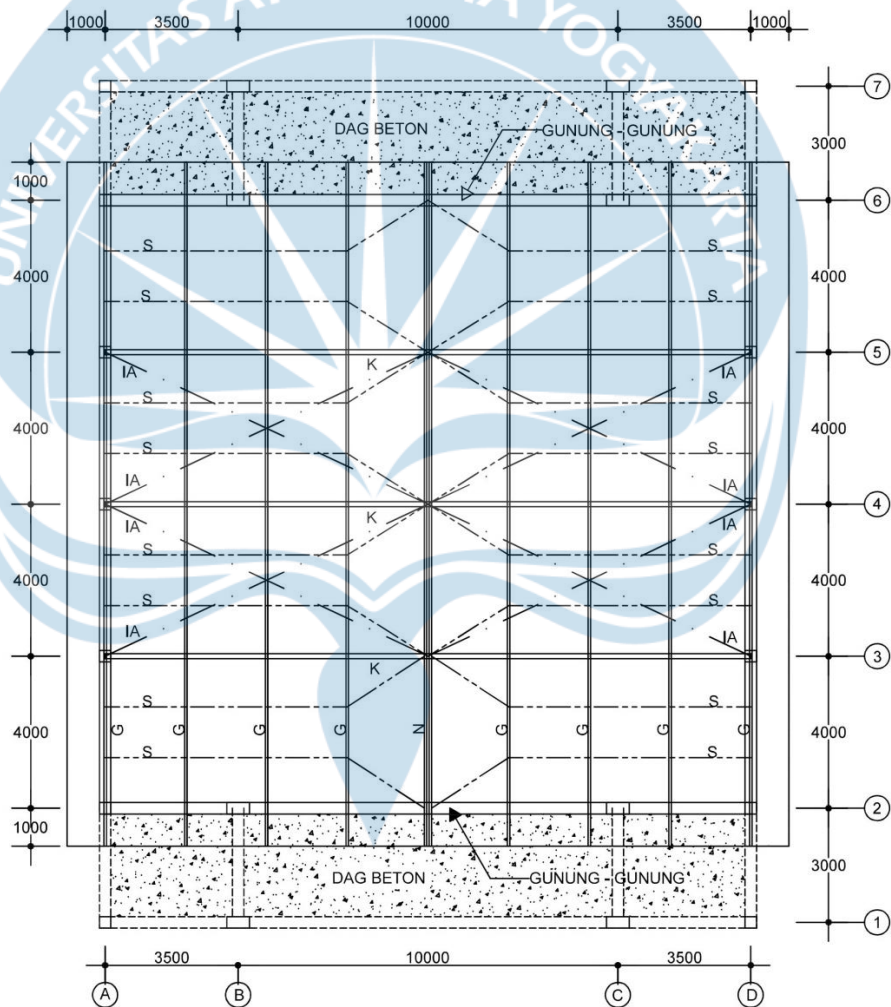 1000 3500 10000 3500 1000
UNIVERSITAS A
A YOGYAKARTA
7
DAG BETON GUNUNG - GUNUNG
3000
1000
6
S S
4000 4000
S S
5
IA K IA
S S
4000 4000
S S
IA IA
4
IA K IA
S S
4000 4000
S S
IA IA
3
K
S S
4000 G G G G N G G G G 4000
S S
2
1000
DAG BETON GUNUNG - GUNUNG
3000
1
3500 10000 3500
A B C D